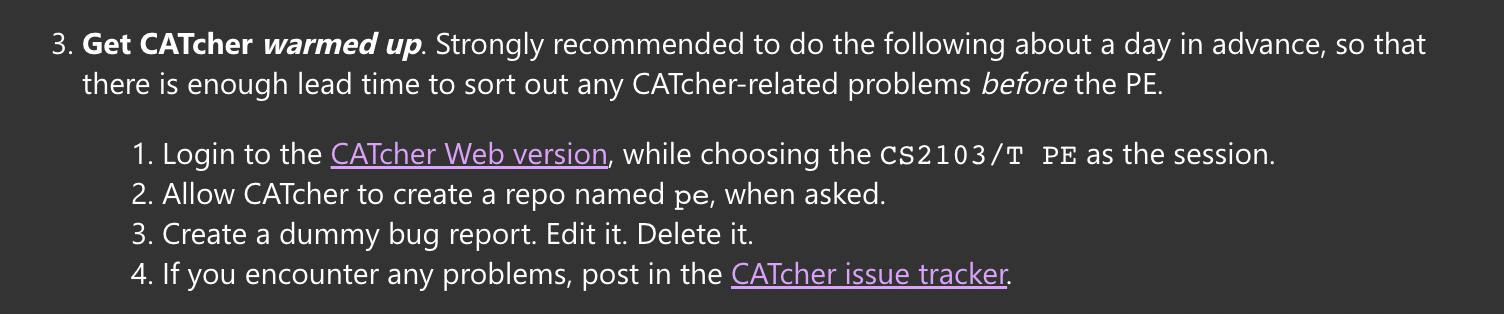 3. Get CATcher warmed up. Strongly recommended to do the following about a day in advance, so that
there is enough lead time to sort out any CATcher-related problems before the PE.
1. Login to the CATcher Web version, while choosing the CS2103/T PE as the session.
2. Allow CATcher to create a repo named pe, when asked.
3. Create a dummy bug report. Edit it. Delete it.
4. If you encounter any problems, post in the CATcher issue tracker.